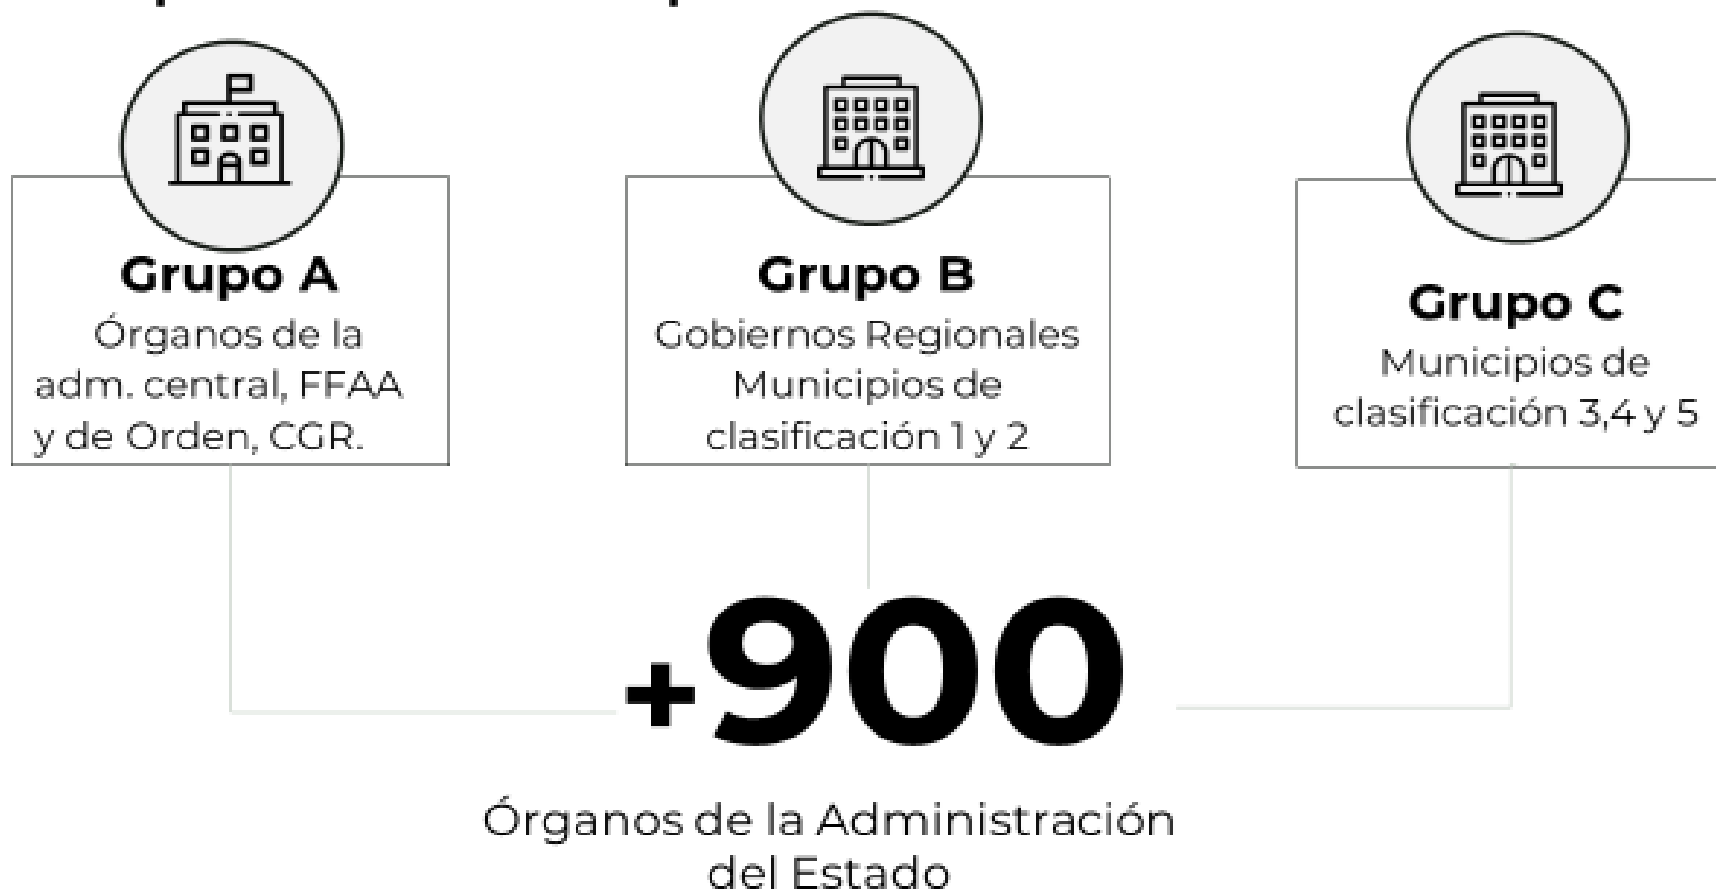 Grupo A
Órganos de la
adm. central, FFAA
y de Orden, CGR.
Grupo B
Gobiernos Regionales
Municipios de
clasificación 1 y 2
Grupo C
Municipios de
clasificación 3,4 y 5
+900
Órganos de la Administración
del Estado